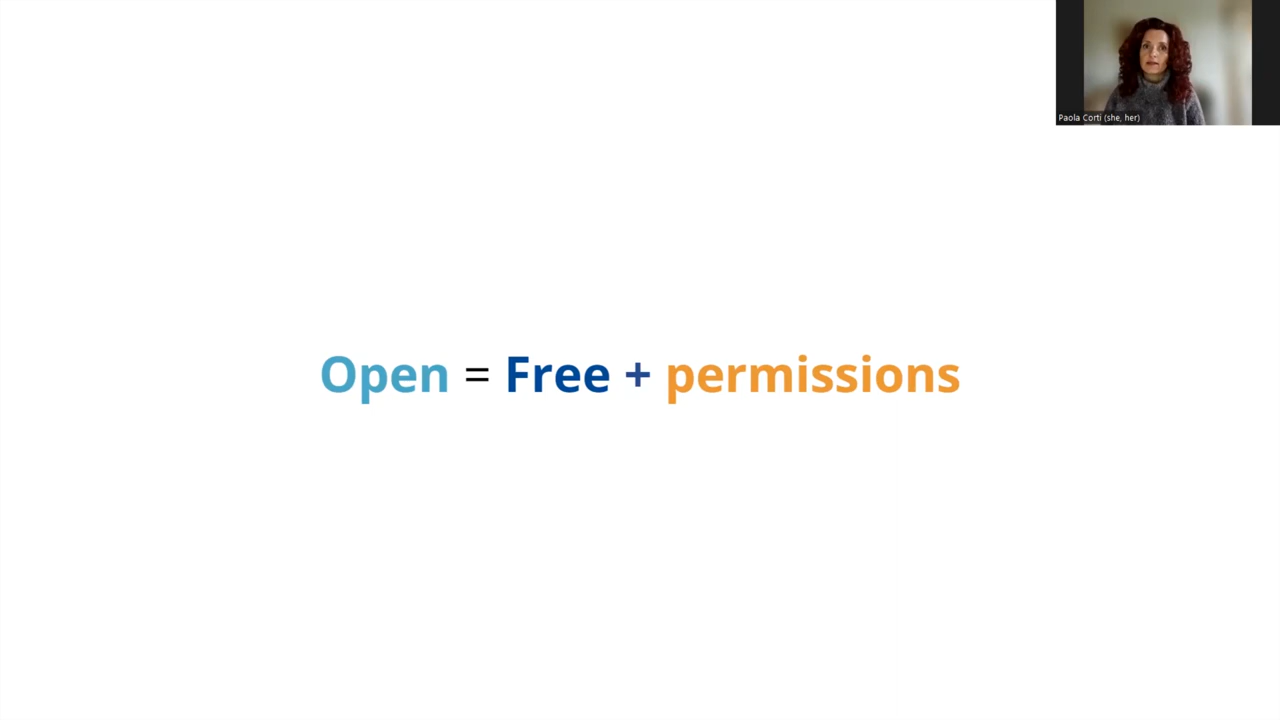 Paola Corti (she, her)
Open = Free + permissions